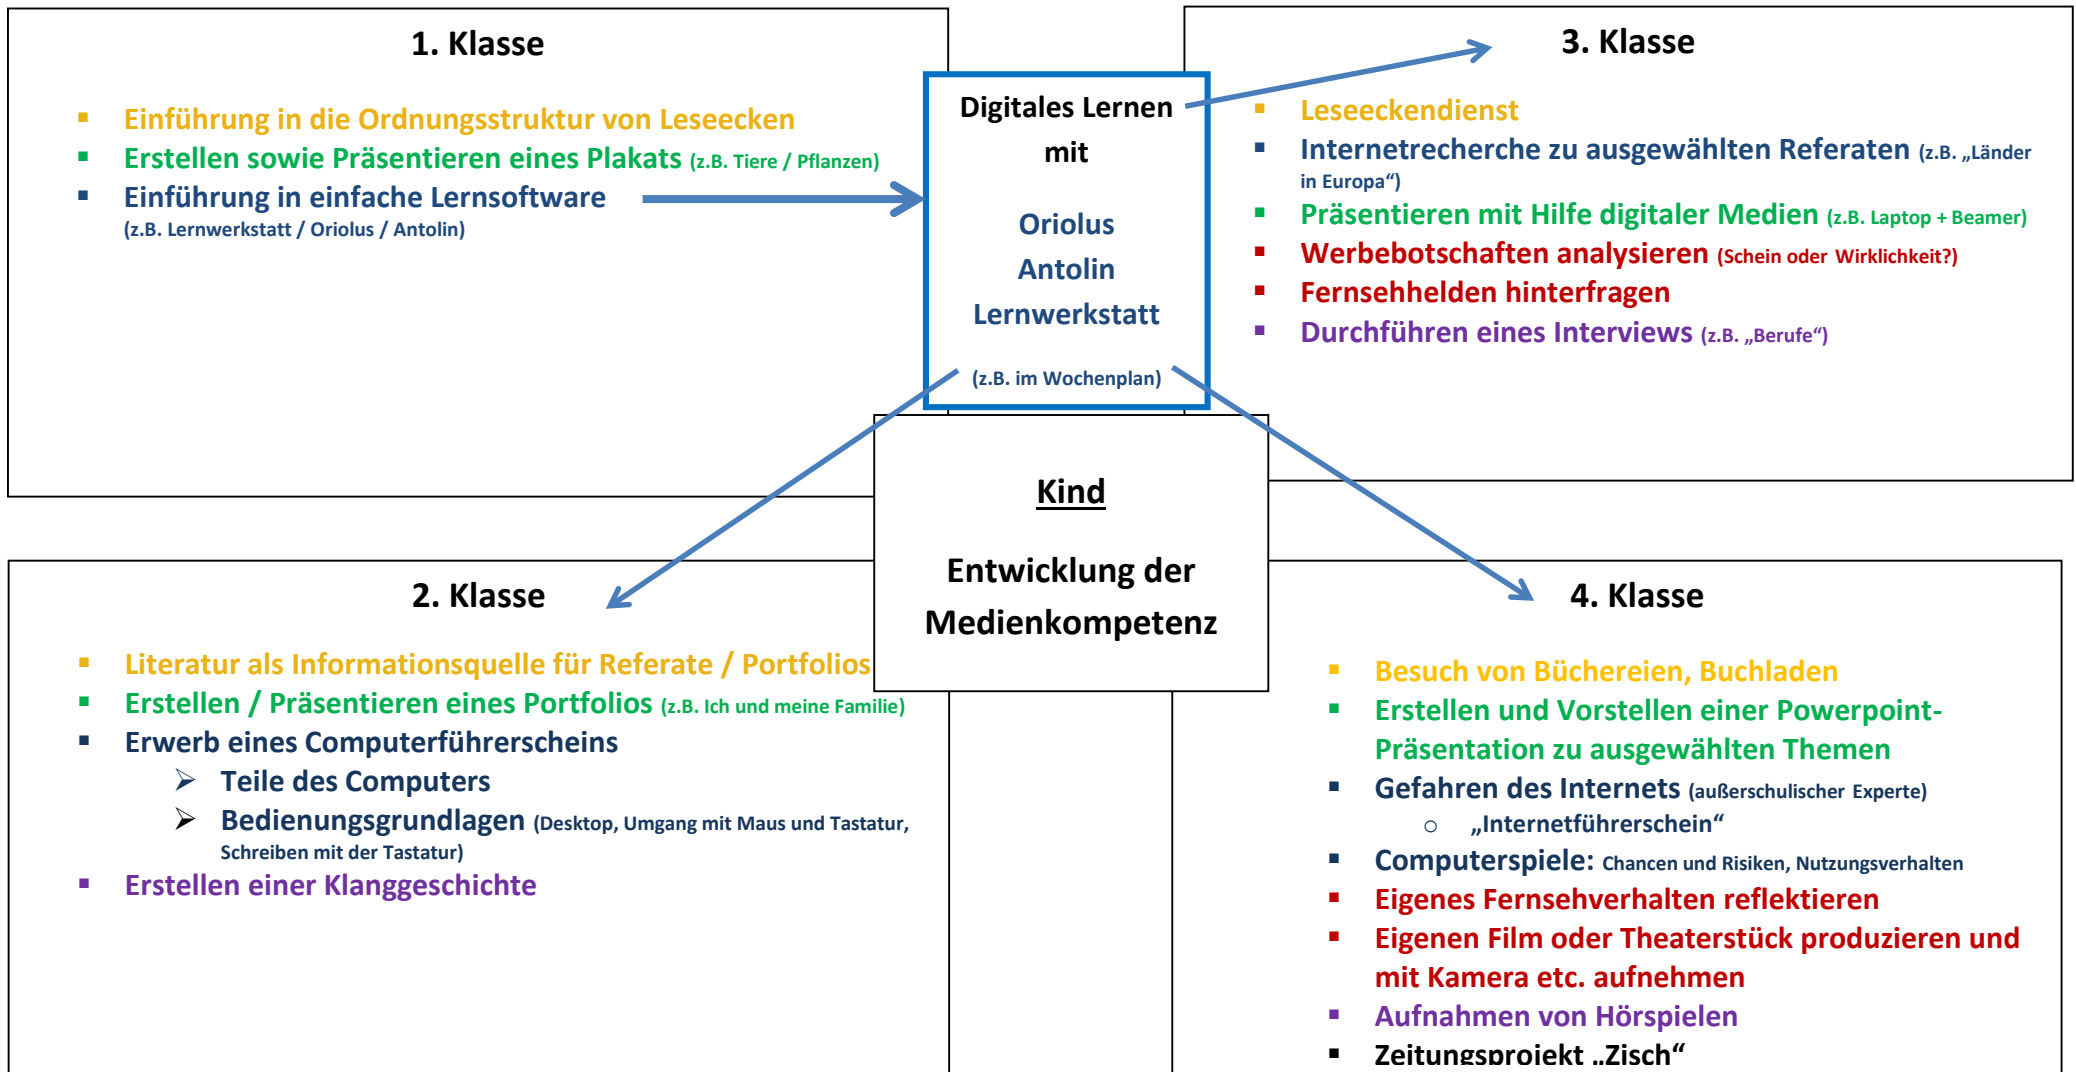 1. Klasse
Einführung in die Ordnungsstruktur von Leseecken
Erstellen sowie Präsentieren eines Plakats (z.B. Tiere / Pflanzen)
Einführung in einfache Lernsoftware
(z.B. Lernwerkstatt / Oriolus / Antolin)
Digitales Lernen
mit
Oriolus
Antolin
Lernwerkstatt
(z.B. im Wochenplan)
3. Klasse
Leseeckendienst
Internetrecherche zu ausgewählten Referaten (z.B. „Länder
in Europa“)
Präsentieren mit Hilfe digitaler Medien (z.B. Laptop + Beamer)
Werbebotschaften analysieren (Schein oder Wirklichkeit?)
Fernsehhelden hinterfragen
Durchführen eines Interviews (z.B. „Berufe“)
Kind
Entwicklung der
Medienkompetenz
2. Klasse
Literatur als Informationsquelle für Referate / Portfolios
Erstellen / Präsentieren eines Portfolios (z.B. Ich und meine Familie)
Erwerb eines Computerführerscheins
Teile des Computers
Bedienungsgrundlagen (Desktop, Umgang mit Maus und Tastatur,
Schreiben mit der Tastatur)
Erstellen einer Klanggeschichte
4. Klasse
Besuch von Büchereien, Buchladen
Erstellen und Vorstellen einer Powerpoint-
Präsentation zu ausgewählten Themen
Gefahren des Internets (außerschulischer Experte)
„Internetführerschein“
Computerspiele: Chancen und Risiken, Nutzungsverhalten
Eigenes Fernsehverhalten reflektieren
Eigenen Film oder Theaterstück produzieren und
mit Kamera etc. aufnehmen
Aufnahmen von Hörspielen
Zeitungsprojekt „Zisch“